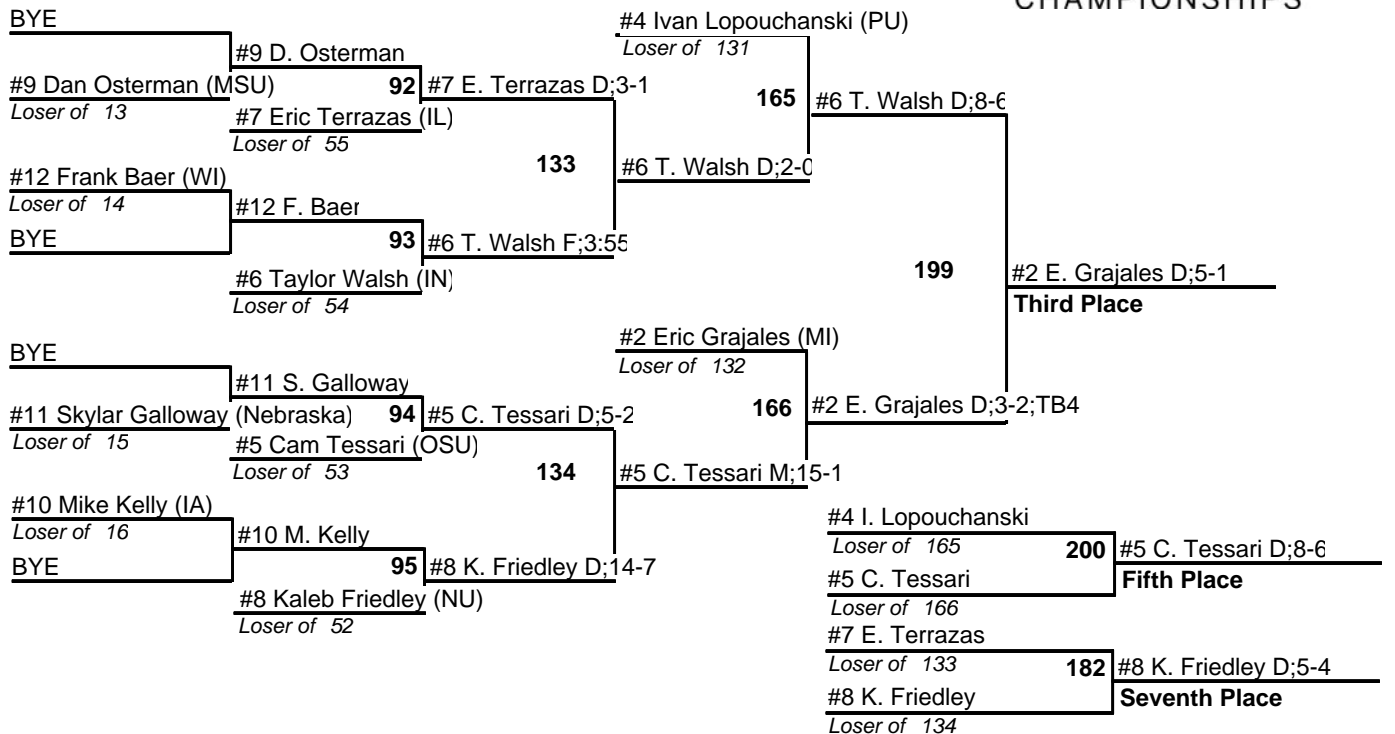 CHAMPIONSHIPS
BYE
#9 D. Osterman
#9 Dan Osterman (MSU)
Loser of 13
92
#7 E. Terrazas D;3-1
#7 Eric Terrazas (IL)
Loser of 55
133
#12 Frank Baer (WI)
Loser of 14
#12 F. Baer
BYE
93
#6 T. Walsh F;3:55
#6 Taylor Walsh (IN)
Loser of 54
#4 Ivan Lopouchanski (PU)
Loser of 131
165
#6 T. Walsh D;8-6
#6 T. Walsh D;2-0
199
#2 E. Grajales D;5-1
Third Place
BYE
#11 S. Galloway
#11 Skylar Galloway (Nebraska)
Loser of 15
94
#5 C. Tessari D;5-2
#5 Cam Tessari (OSU)
Loser of 53
134
#10 Mike Kelly (IA)
Loser of 16
#10 M. Kelly
BYE
95
#8 K. Friedley D;14-7
#8 Kaleb Friedley (NU)
Loser of 52
#2 Eric Grajales (MI)
Loser of 132
166
#2 E. Grajales D;3-2;TB4
#5 C. Tessari M;15-1
#4 I. Lopouchanski
Loser of 165
200
#5 C. Tessari D;8-6
Fifth Place
#5 C. Tessari
Loser of 166
#7 E. Terrazas
Loser of 133
182
#8 K. Friedley D;5-4
Seventh Place
#8 K. Friedley
Loser of 134